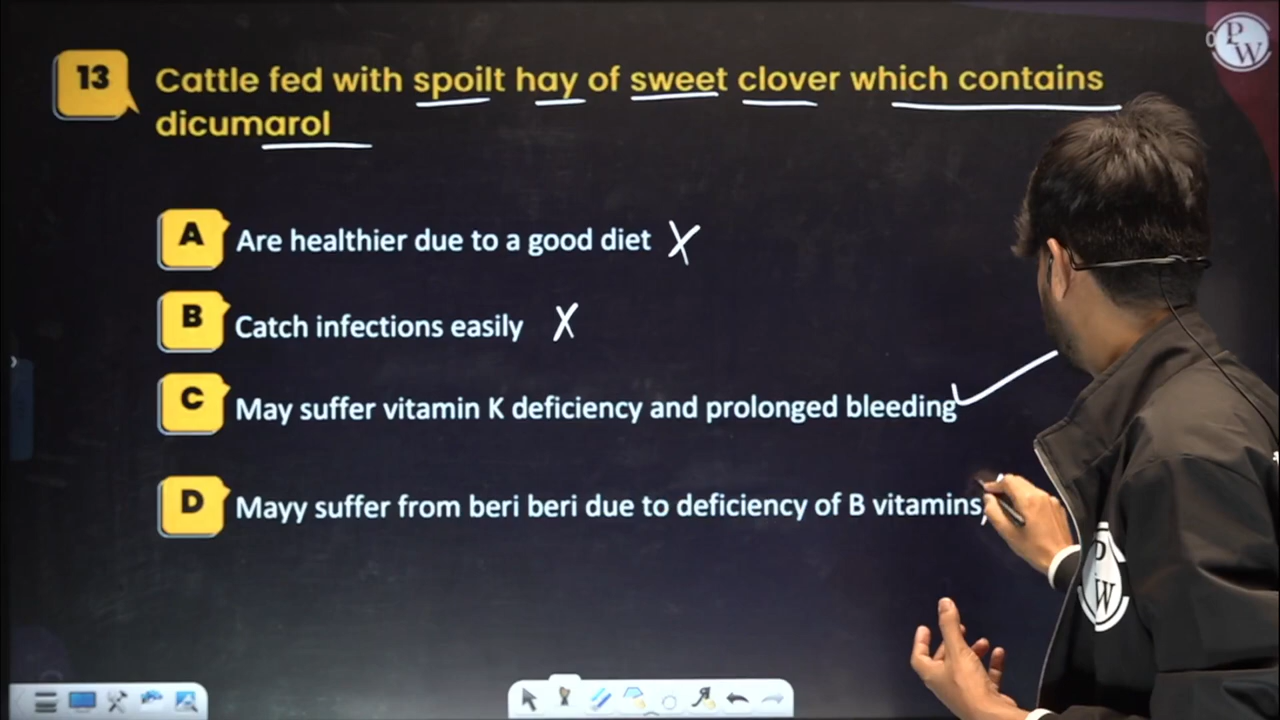 PW
13
Cattle fed with spoilt hay of sweet clover which contains
dicumarol
A
Are healthier due to a good diet X
B
Catch infections easily X
C
May suffer vitamin K deficiency and prolonged bleeding
D
Mayy suffer from beri beri due to deficiency of B vitamins
PW